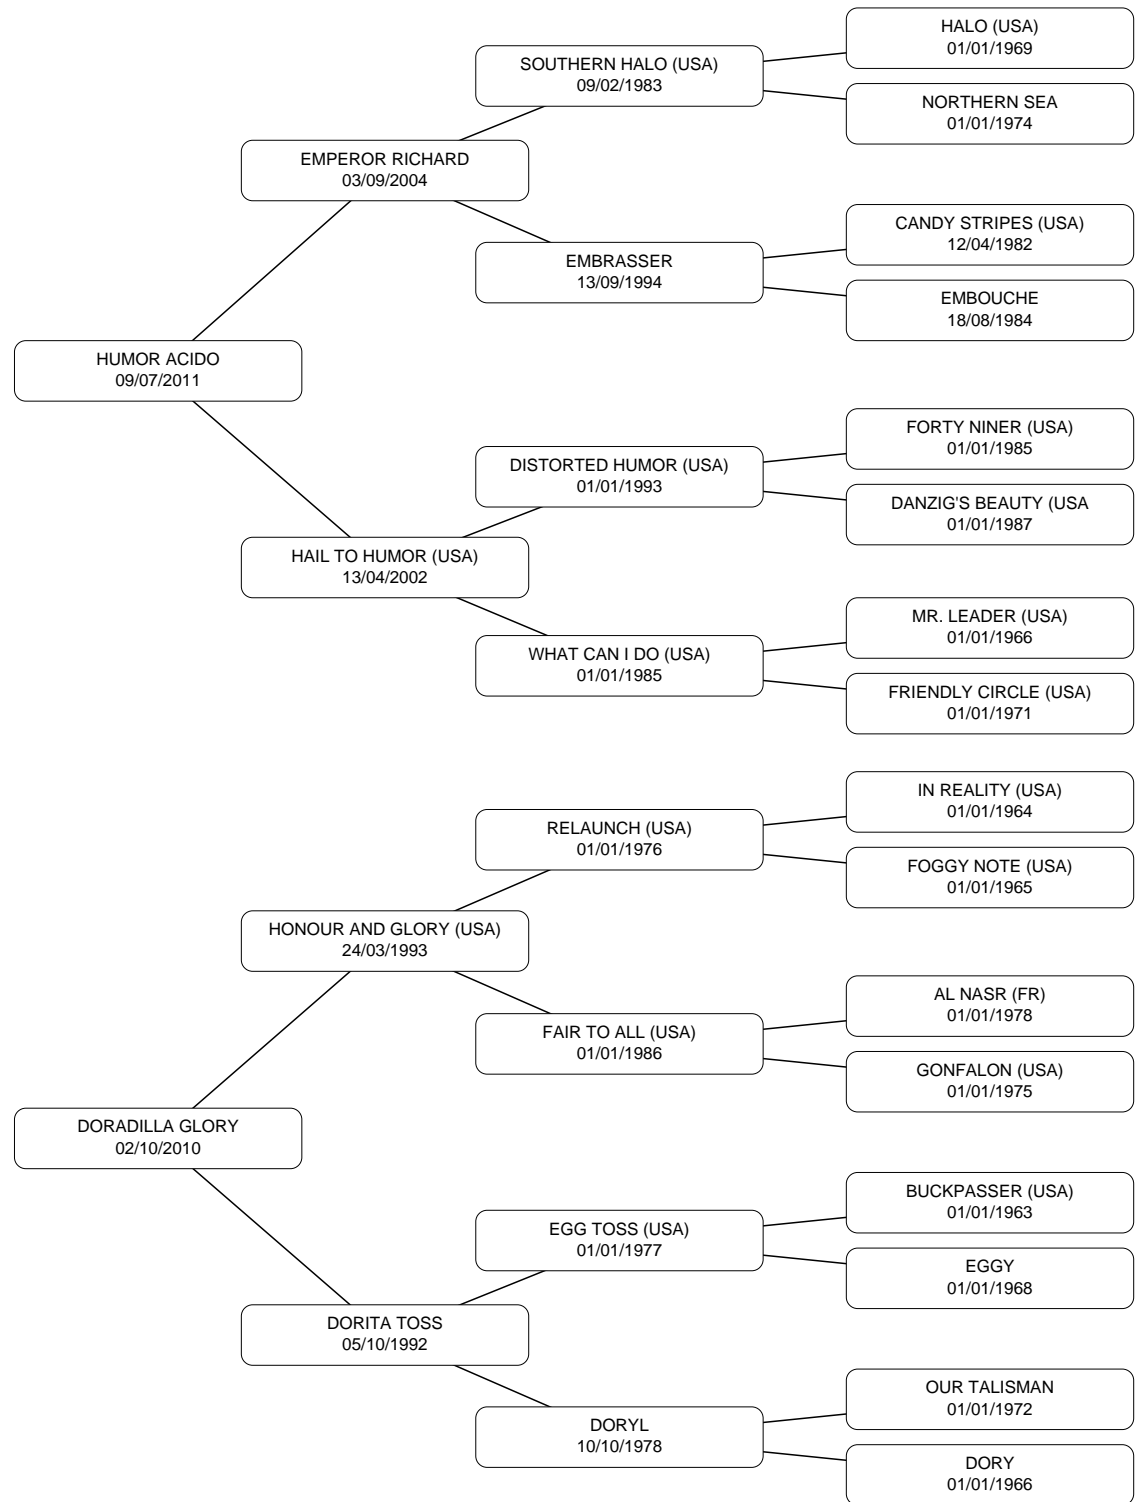 HALO (USA)
01/01/1969
SOUTHERN HALO (USA)
09/02/1983
NORTHERN SEA
01/01/1974
EMPEROR RICHARD
03/09/2004
CANDY STRIPES (USA)
12/04/1982
EMBRASSER
13/09/1994
EMBOUCHE
18/08/1984
HUMOR ACIDO
09/07/2011
FORTY NINER (USA)
01/01/1985
DISTORTED HUMOR (USA)
01/01/1993
DANZIG'S BEAUTY (USA
01/01/1987
HAIL TO HUMOR (USA)
13/04/2002
MR. LEADER (USA)
01/01/1966
WHAT CAN I DO (USA)
01/01/1985
FRIENDLY CIRCLE (USA)
01/01/1971
IN REALITY (USA)
01/01/1964
RELAUNCH (USA)
01/01/1976
FOGGY NOTE (USA)
01/01/1965
HONOUR AND GLORY (USA)
24/03/1993
AL NASR (FR)
01/01/1978
FAIR TO ALL (USA)
01/01/1986
GONFALON (USA)
01/01/1975
DORADILLA GLORY
02/10/2010
BUCKPASSER (USA)
01/01/1963
EGG TOSS (USA)
01/01/1977
EGGY
01/01/1968
DORITA TOSS
05/10/1992
OUR TALISMAN
01/01/1972
DORYL
10/10/1978
DORY
01/01/1966